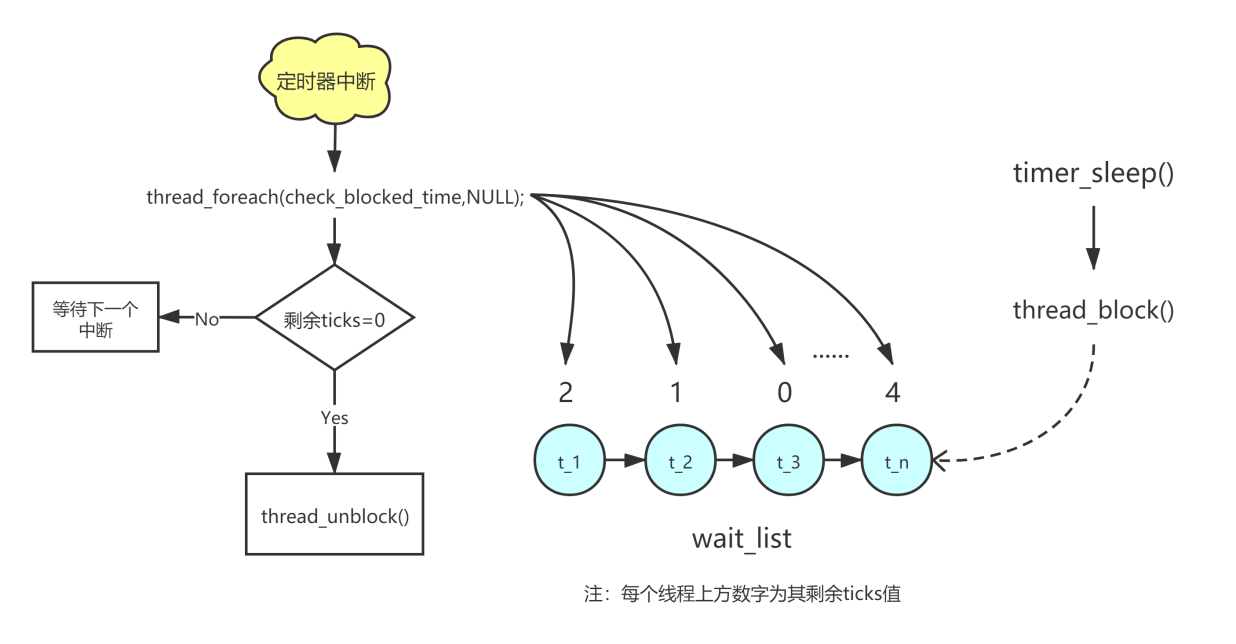 定时器中断
timer_sleep()
thread_foreach(check_blocked_time,NULL);
等待下一个
中断
No
剩余ticks=0
thread_block()
......
2
1
0
4
Yes
t_1
t_2
t_3
t_n
thread_unblock()
wait_list
注：每个线程上方数字为其剩余ticks值